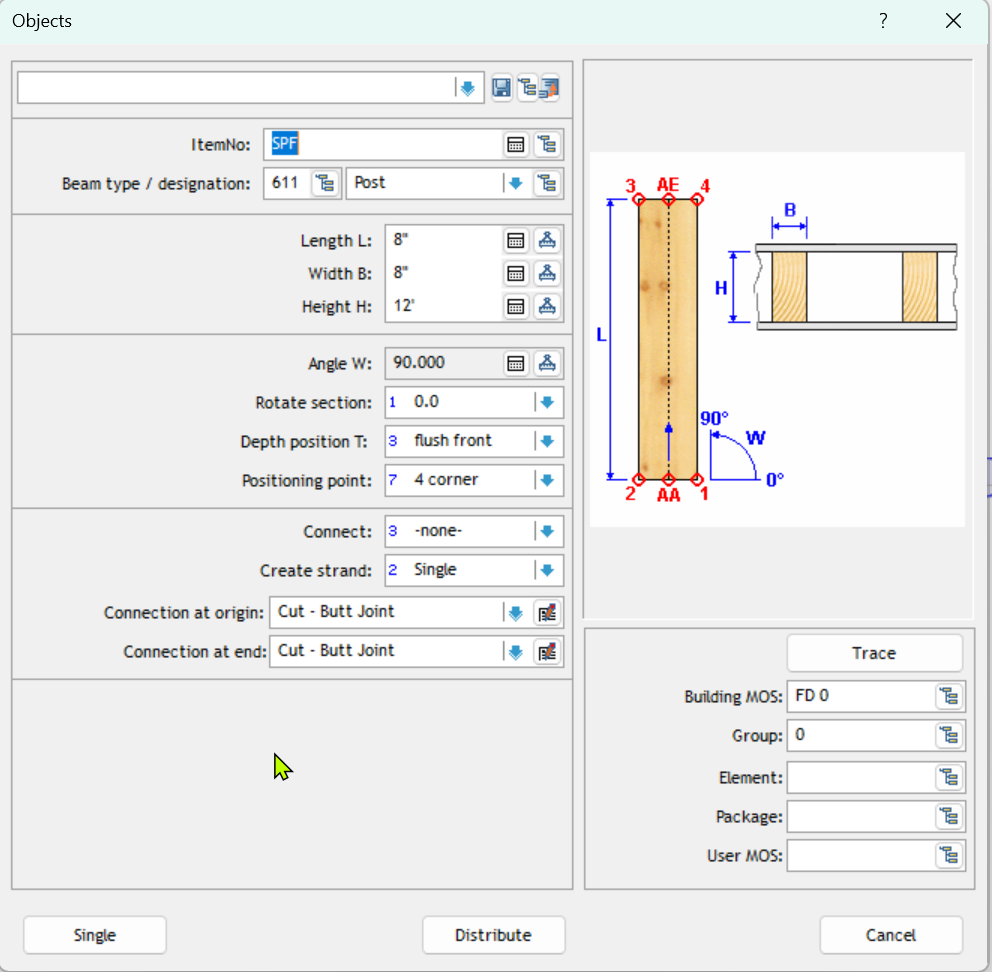 Objects ?
ItemNo: SPF
Beam type / designation: 611 Post
Length L: 8"
Width B: 8"
Height H: 12'
Angle W: 90.000
Rotate section: 1 0.0
Depth position T: 3 flush front
Positioning point: 7 4 corner
Connect: 3 -none-
Create strand: 2 Single
Connection at origin: Cut - Butt Joint
Connection at end: Cut - Butt Joint
3 AE 4
B
H
L
90°
W
0°
2 AA 1
Trace
Building MOS: FD 0
Group: 0
Element:
Package:
User MOS:
Single Distribute Cancel